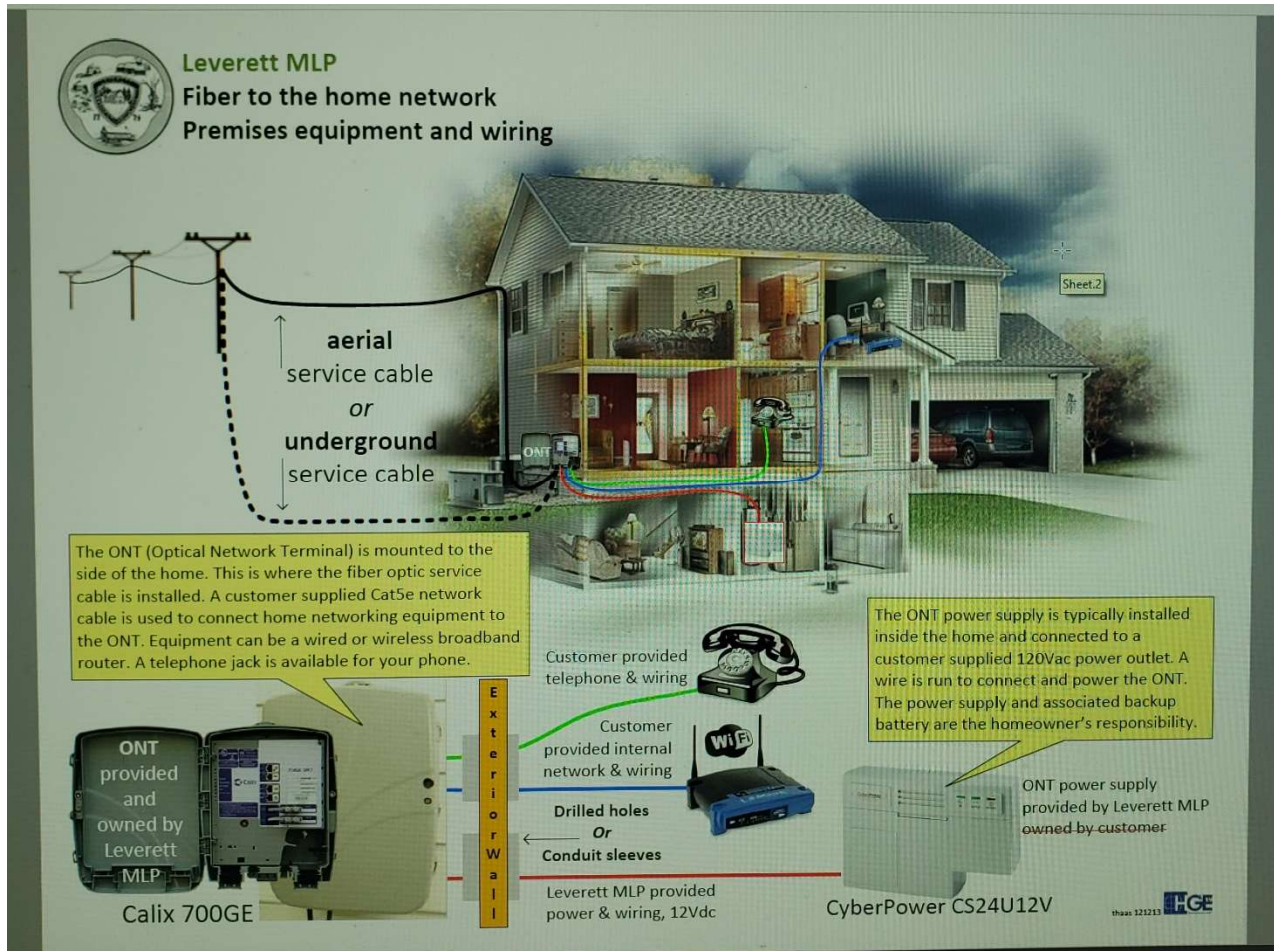 Leverett MLP
Fiber to the home network
Premises equipment and wiring
Sheet.2
aerial
service cable
or
underground
service cable
ONT
The ONT (Optical Network Terminal) is mounted to the
side of the home. This is where the fiber optic service
cable is installed. A customer supplied Cat5e network
cable is used to connect home networking equipment to
the ONT. Equipment can be a wired or wireless broadband
router. A telephone jack is available for your phone.
The ONT power supply is typically installed
inside the home and connected to a
customer supplied 120Vac power outlet. A
wire is run to connect and power the ONT.
The power supply and associated backup
battery are the homeowner's responsibility.
Customer provided
telephone & wiring
Customer
provided internal
network & wiring
WiFi
Exterior Wall
Drilled holes
Or
Conduit sleeves
Leverett MLP provided
power & wiring, 12Vdc
ONT
provided
and
owned by
Leverett
MLP
Calix
Calix 700GE
ONT power supply
provided by Leverett MLP
owned by customer
CyberPower CS24U12V
thaas 121213
HGE